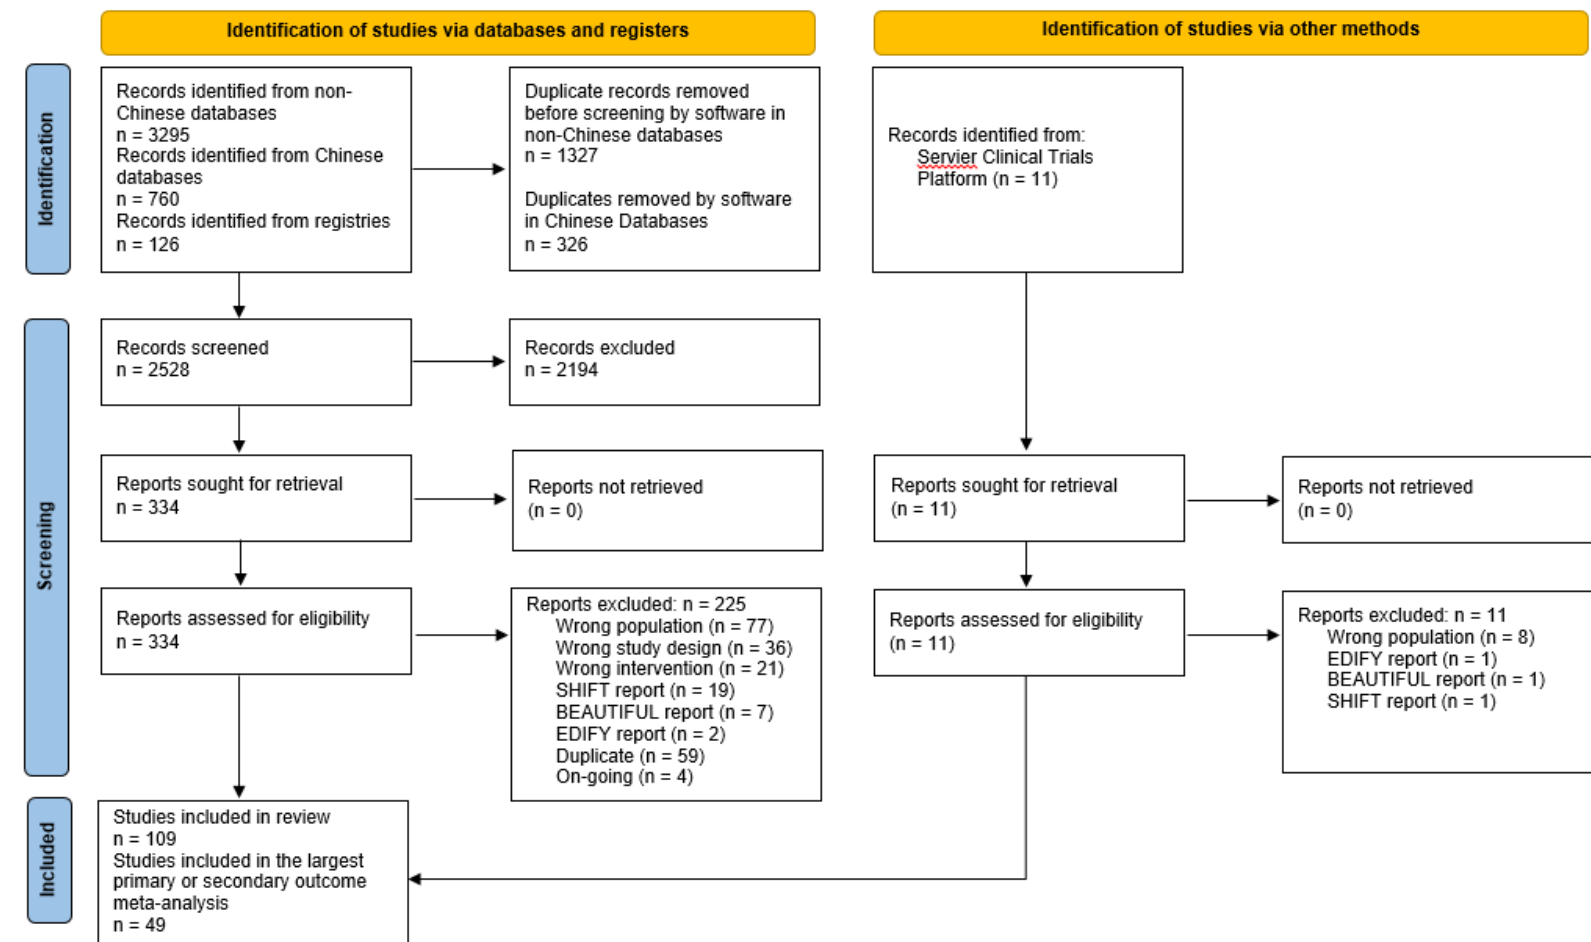 Identification of studies via databases and registers
Identification of studies via other methods
Identification
Records identified from non-
Chinese databases
n = 3295
Records identified from Chinese
databases
n = 760
Records identified from registries
n = 126
Duplicate records removed
before screening by software in
non-Chinese databases
n = 1327
Duplicates removed by software
in Chinese Databases
n = 326
Records identified from:
Servier Clinical Trials
Platform (n = 11)
Screening
Records screened
n = 2528
Records excluded
n = 2194
Reports sought for retrieval
n = 334
Reports not retrieved
(n = 0)
Reports sought for retrieval
(n = 11)
Reports not retrieved
(n = 0)
Reports assessed for eligibility
n = 334
Reports excluded: n = 225
Wrong population (n = 77)
Wrong study design (n = 36)
Wrong intervention (n = 21)
SHIFT report (n = 19)
BEAUTIFUL report (n = 7)
EDIFY report (n = 2)
Duplicate (n = 59)
On-going (n = 4)
Reports assessed for eligibility
(n = 11)
Reports excluded: n = 11
Wrong population (n = 8)
EDIFY report (n = 1)
BEAUTIFUL report (n = 1)
SHIFT report (n = 1)
Included
Studies included in review
n = 109
Studies included in the largest
primary or secondary outcome
meta-analysis
n = 49